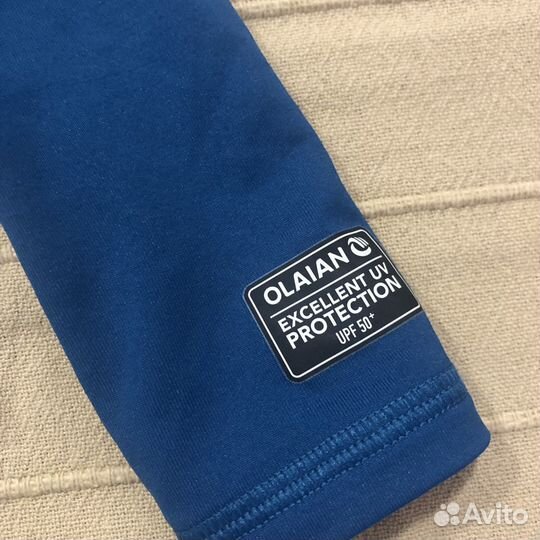 OLAIAN
EXCELLENT UV
PROTECTION
UPF 50+
Avito